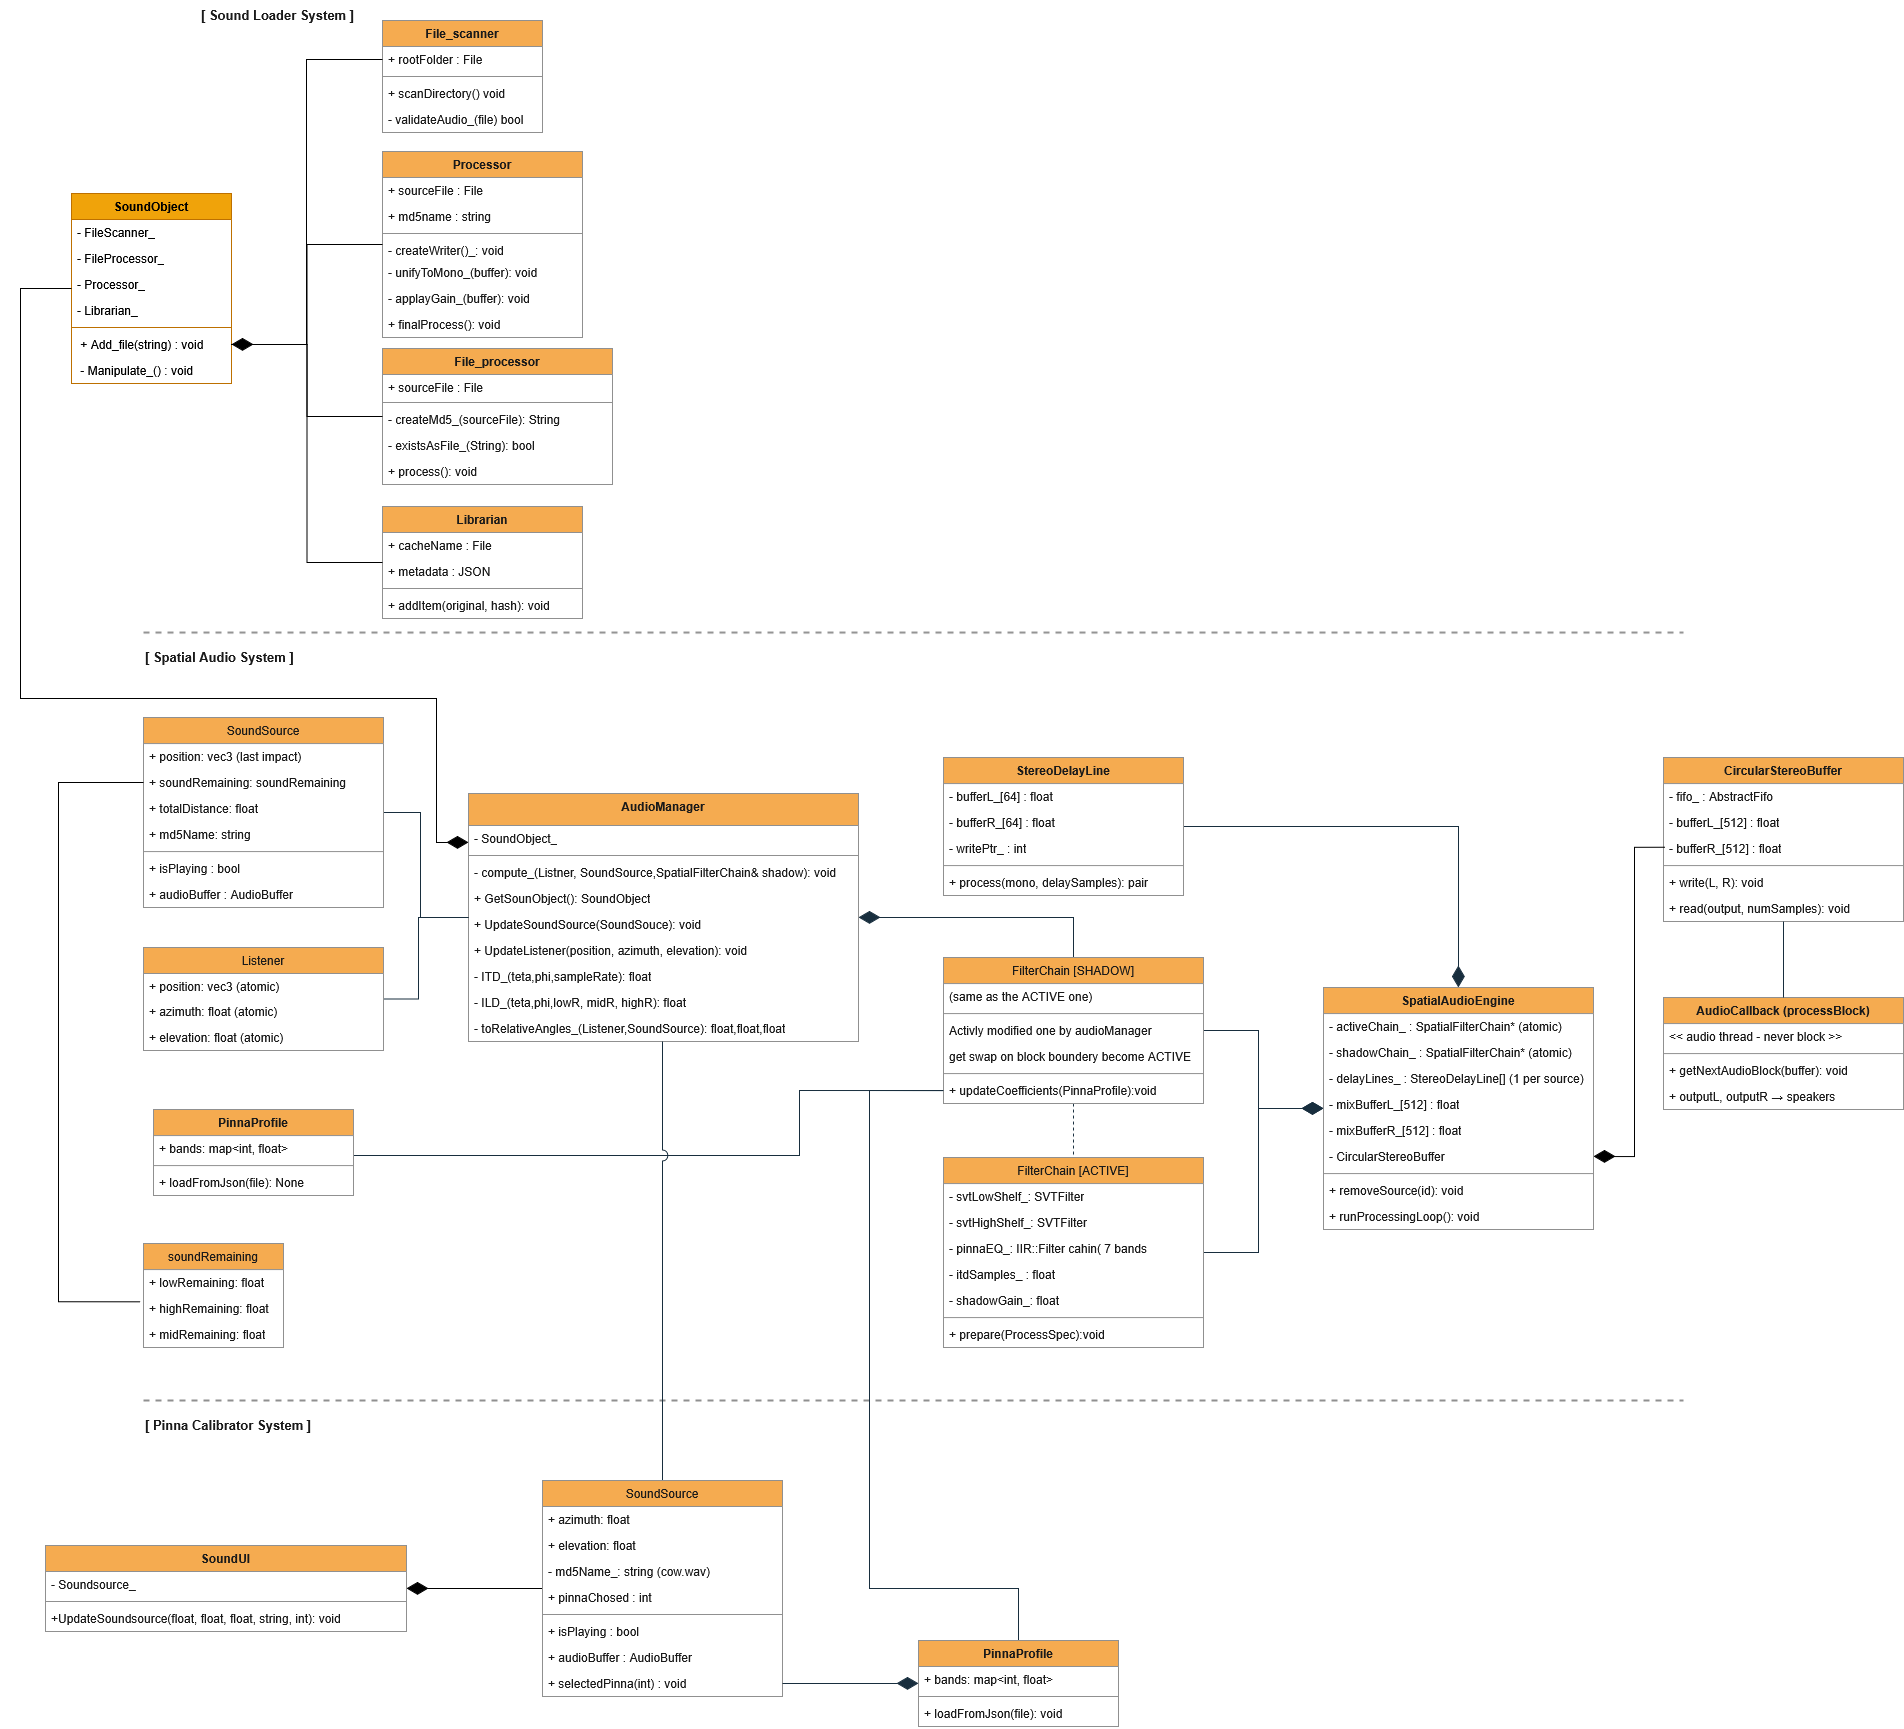 [ Sound Loader System ]
File_scanner
+ rootFolder : File
+ scanDirectory() void
- validateAudio_(file) bool
Processor
+ sourceFile : File
+ md5name : string
- createWriter()_: void
- unifyToMono_(buffer): void
- applayGain_(buffer): void
+ finalProcess(): void
SoundObject
- FileScanner_
- FileProcessor_
- Processor_
- Librarian_
+ Add_file(string) : void
- Manipulate_() : void
File_processor
+ sourceFile : File
- createMd5_(sourceFile): String
- existsAsFile_(String): bool
+ process(): void
Librarian
+ cacheName : File
+ metadata : JSON
+ addItem(original, hash): void
[ Spatial Audio System ]
SoundSource
+ position: vec3 (last impact)
+ soundRemaining: soundRemaining
+ totalDistance: float
+ md5Name: string
+ isPlaying : bool
+ audioBuffer : AudioBuffer
Listener
+ position: vec3 (atomic)
+ azimuth: float (atomic)
+ elevation: float (atomic)
AudioManager
- SoundObject_
- compute_(Listner, SoundSource,SpatialFilterChain& shadow): void
+ GetSounObject(): SoundObject
+ UpdateSoundSource(SoundSouce): void
+ UpdateListener(position, azimuth, elevation): void
- ITD_(teta,phi,sampleRate): float
- ILD_(teta,phi,lowR, midR, highR): float
- toRelativeAngles_(Listener,SoundSource): float,float,float
StereoDelayLine
- bufferL_[64] : float
- bufferR_[64] : float
- writePtr_ : int
+ process(mono, delaySamples): pair
FilterChain [SHADOW]
(same as the ACTIVE one)
Activly modified one by audioManager
get swap on block boundery become ACTIVE
+ updateCoefficients(PinnaProfile):void
FilterChain [ACTIVE]
- svtLowShelf_: SVTFilter
- svtHighShelf_: SVTFilter
- pinnaEQ_: IIR::Filter cahin( 7 bands
- itdSamples_ : float
- shadowGain_: float
+ prepare(ProcessSpec):void
SpatialAudioEngine
- activeChain_ : SpatialFilterChain* (atomic)
- shadowChain_ : SpatialFilterChain* (atomic)
- delayLines_ : StereoDelayLine[] (1 per source)
- mixBufferL_[512] : float
- mixBufferR_[512] : float
- CircularStereoBuffer
+ removeSource(id): void
+ runProcessingLoop(): void
CircularStereoBuffer
- fifo_ : AbstractFifo
- bufferL_[512] : float
- bufferR_[512] : float
+ write(L, R): void
+ read(output, numSamples): void
AudioCallback (processBlock)
<< audio thread - never block >>
+ getNextAudioBlock(buffer): void
+ outputL, outputR → speakers
PinnaProfile
+ bands: map<int, float>
+ loadFromJson(file): None
soundRemaining
+ lowRemaining: float
+ highRemaining: float
+ midRemaining: float
[ Pinna Calibrator System ]
SoundSource
+ azimuth: float
+ elevation: float
- md5Name_: string (cow.wav)
+ pinnaChosed : int
+ isPlaying : bool
+ audioBuffer : AudioBuffer
+ selectedPinna(int) : void
SoundUI
- Soundsource_
+UpdateSoundsource(float, float, float, string, int): void
PinnaProfile
+ bands: map<int, float>
+ loadFromJson(file): void